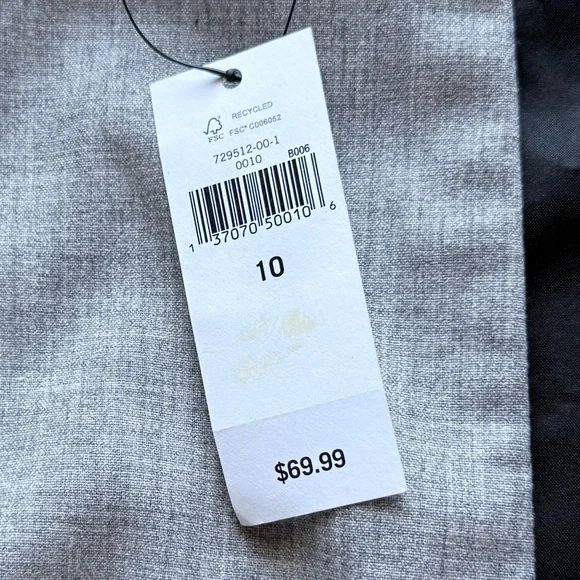 RECYCLED
FSC
FSC® C006052
729512-00-1
0010 B006
1 37070 50010 6
10
$69.99